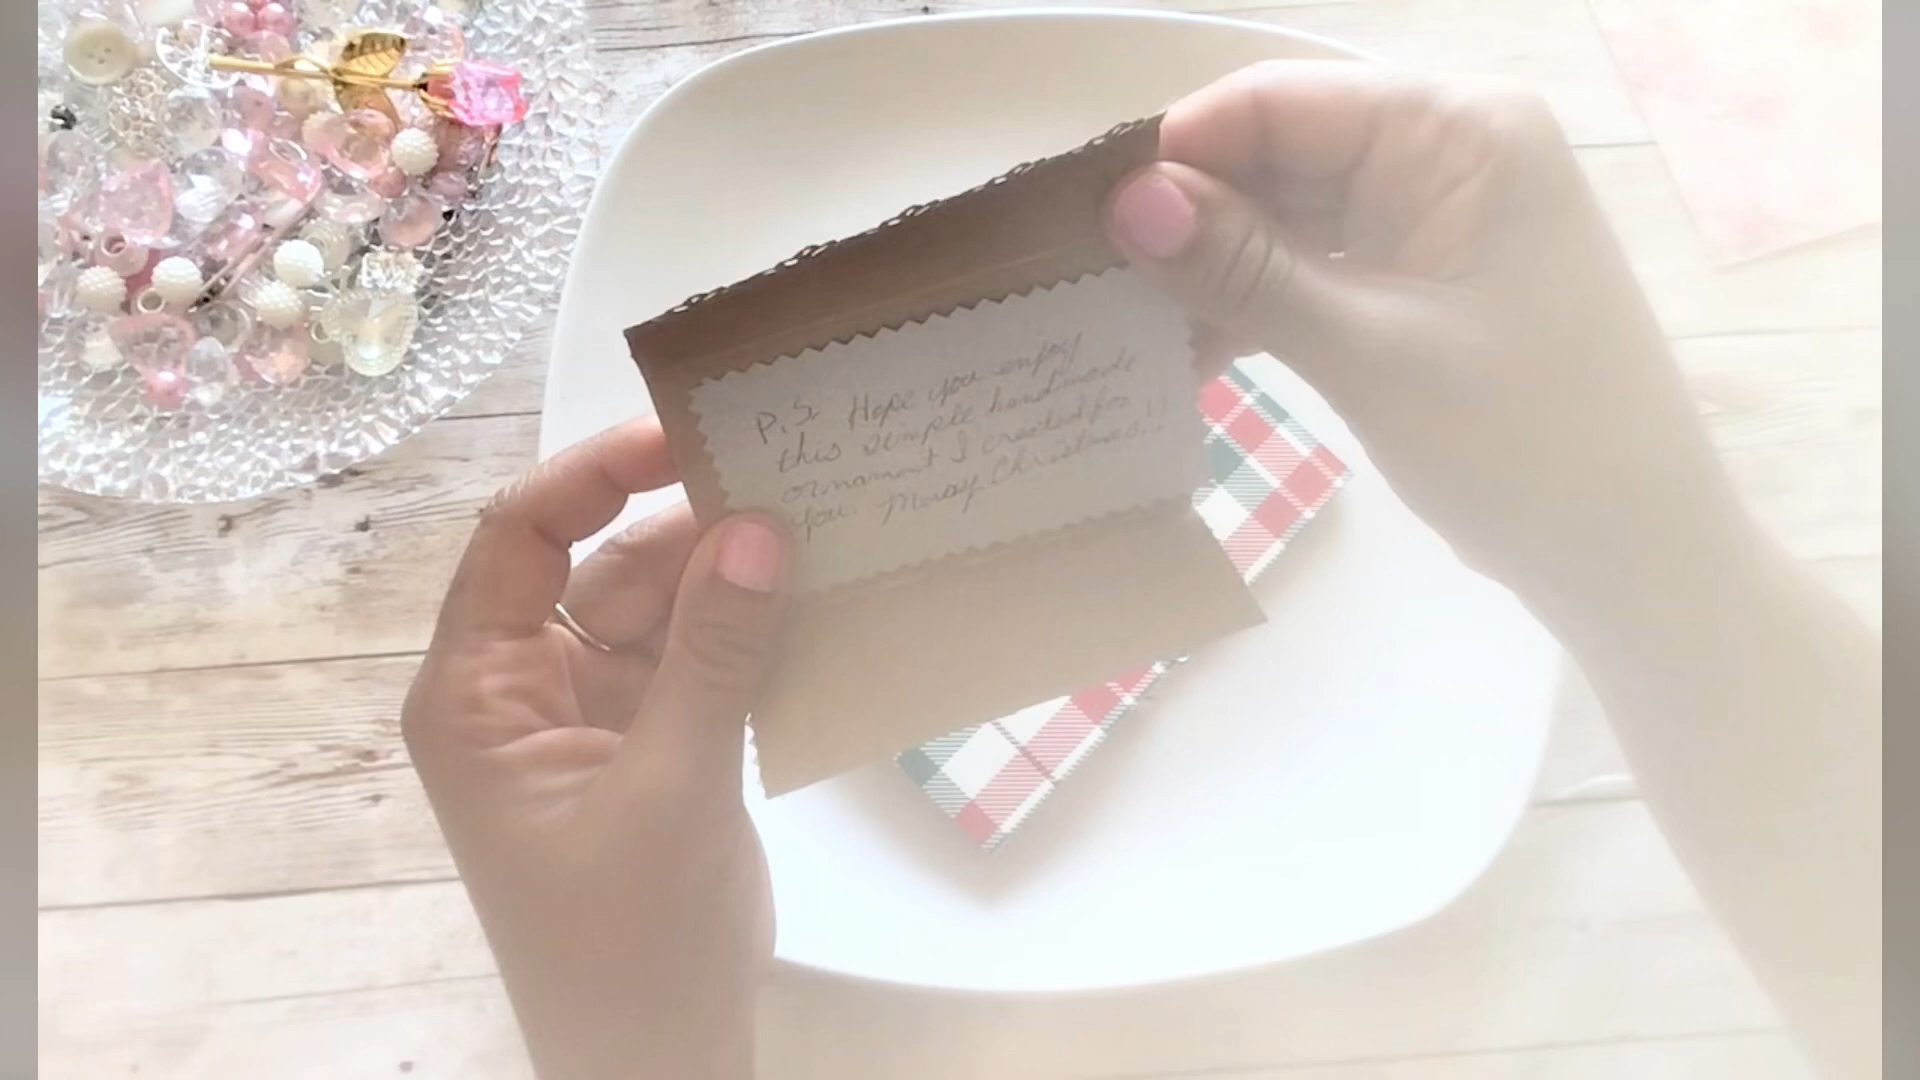 P.S. Hope you enjoy
this simple handmade
ornament I created for
you. Merry Christmas!!